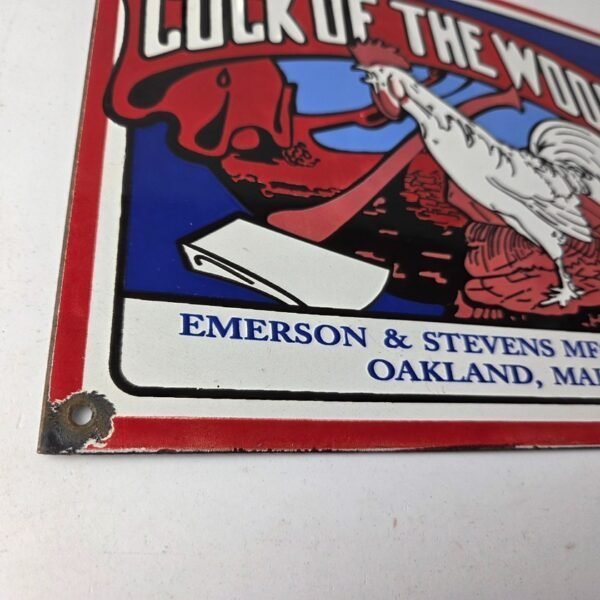 COCK OF THE WOO
EMERSON & STEVENS MF
OAKLAND, MA